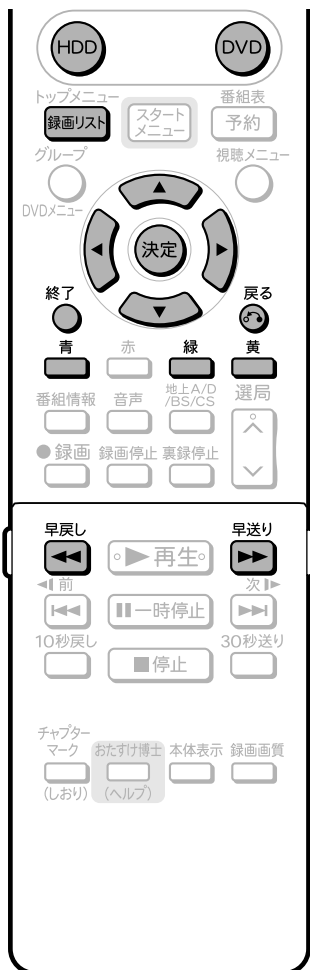 HDD
DVD
トップメニュー
番組表
録画リスト
スタート
メニュー
予約
グループ
視聴メニュー
DVDメニュー
決定
終了
戻る
青
赤
緑
黄
番組情報
音声
地上A/D
/BS/CS
選局
●録画
録画停止
裏録停止
早戻し
早送り
再生
前
次
一時停止
10秒戻し
30秒送り
停止
チャプター
マーク
おたすけ博士
本体表示
録画画質
(しおり)
(ヘルプ)